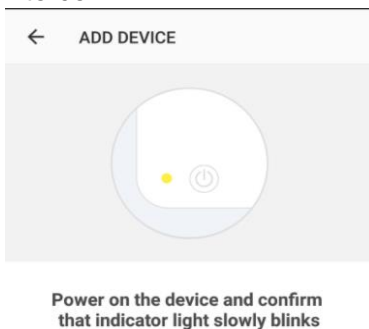 ADD DEVICE
Power on the device and confirm
that indicator light slowly blinks